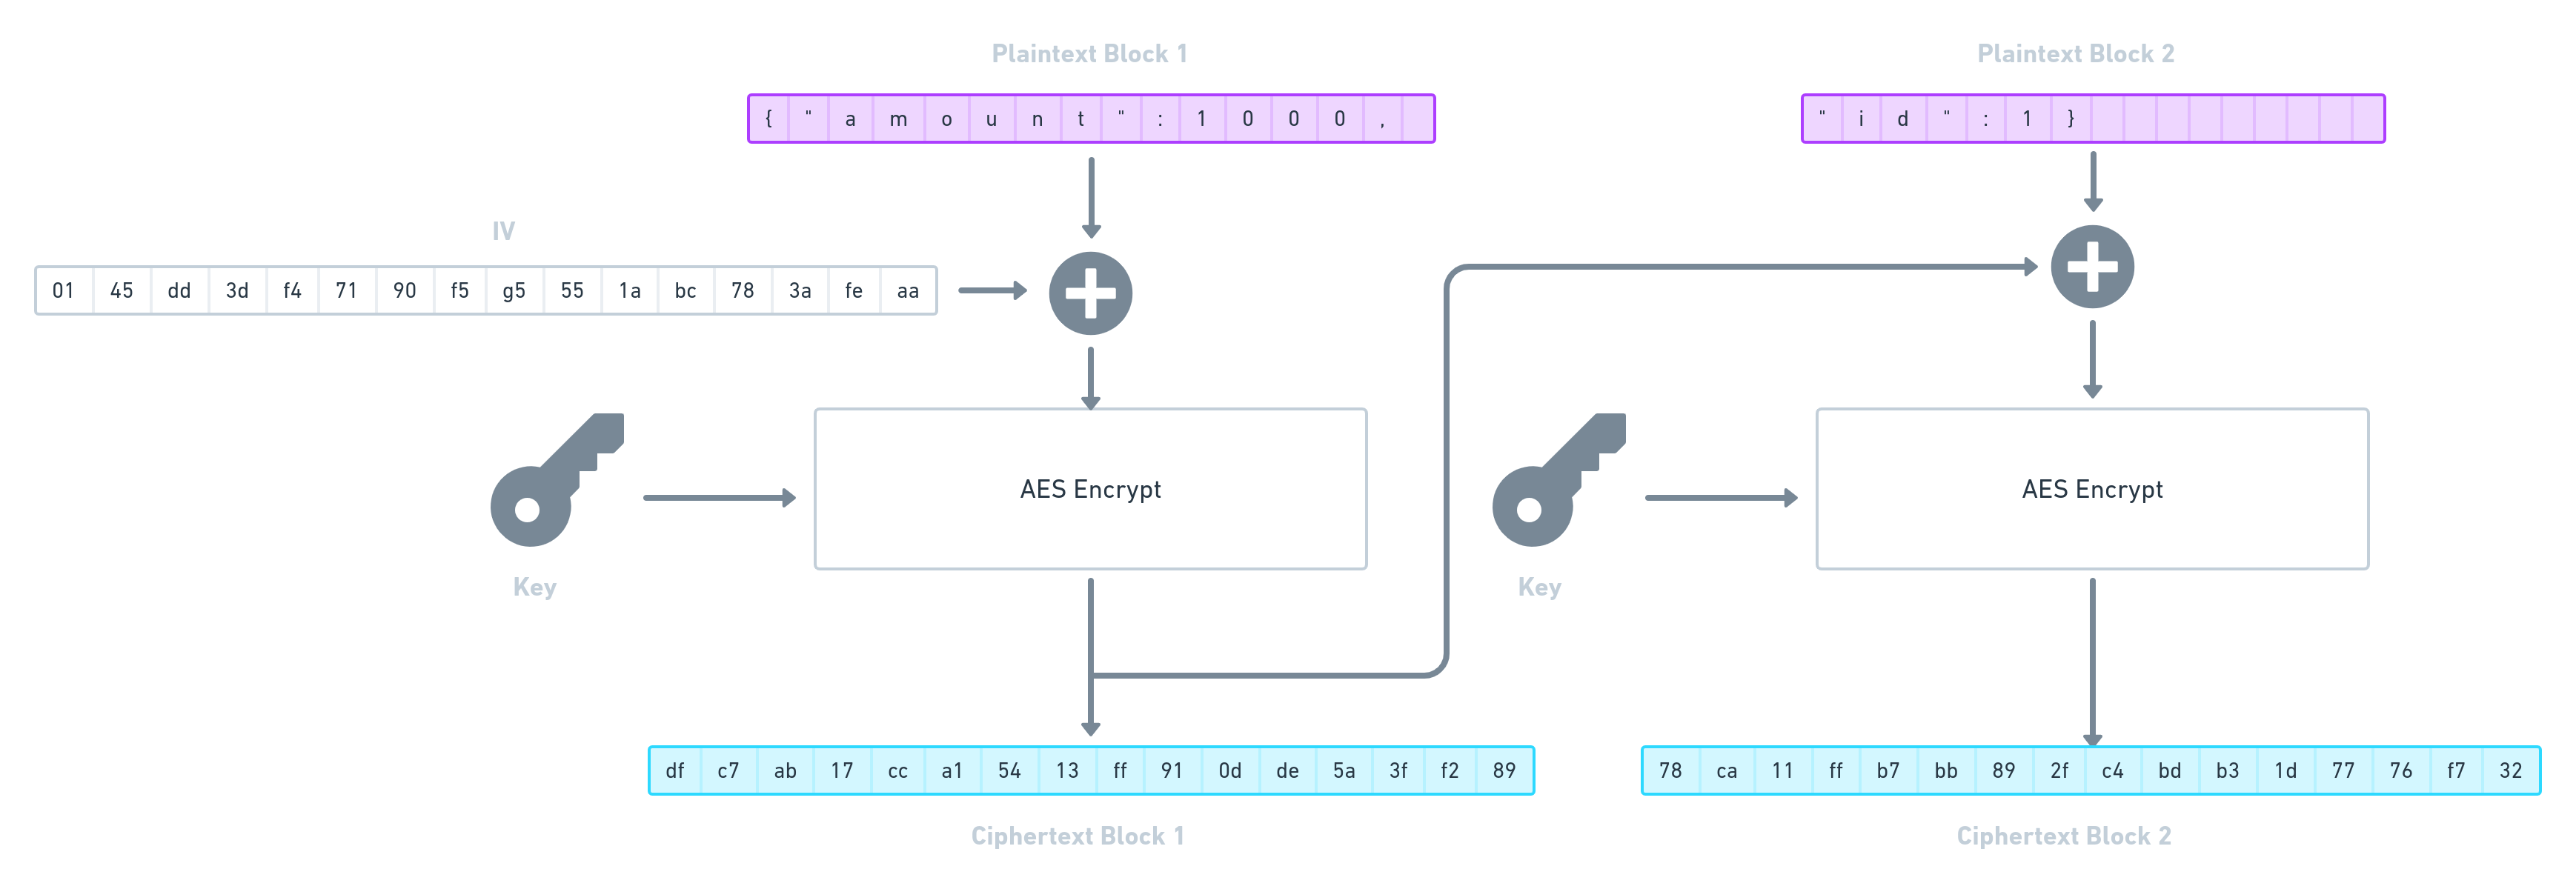 Plaintext Block 1
Plaintext Block 2
{ " a m o u n t " : 1 0 0 0 ,
" i d " : 1 }
IV
01 45 dd 3d f4 71 90 f5 g5 55 1a bc 78 3a fe aa
AES Encrypt
AES Encrypt
Key
Key
df c7 ab 17 cc a1 54 13 ff 91 0d de 5a 3f f2 89
78 ca 11 ff b7 bb 89 2f c4 bd b3 1d 77 76 f7 32
Ciphertext Block 1
Ciphertext Block 2